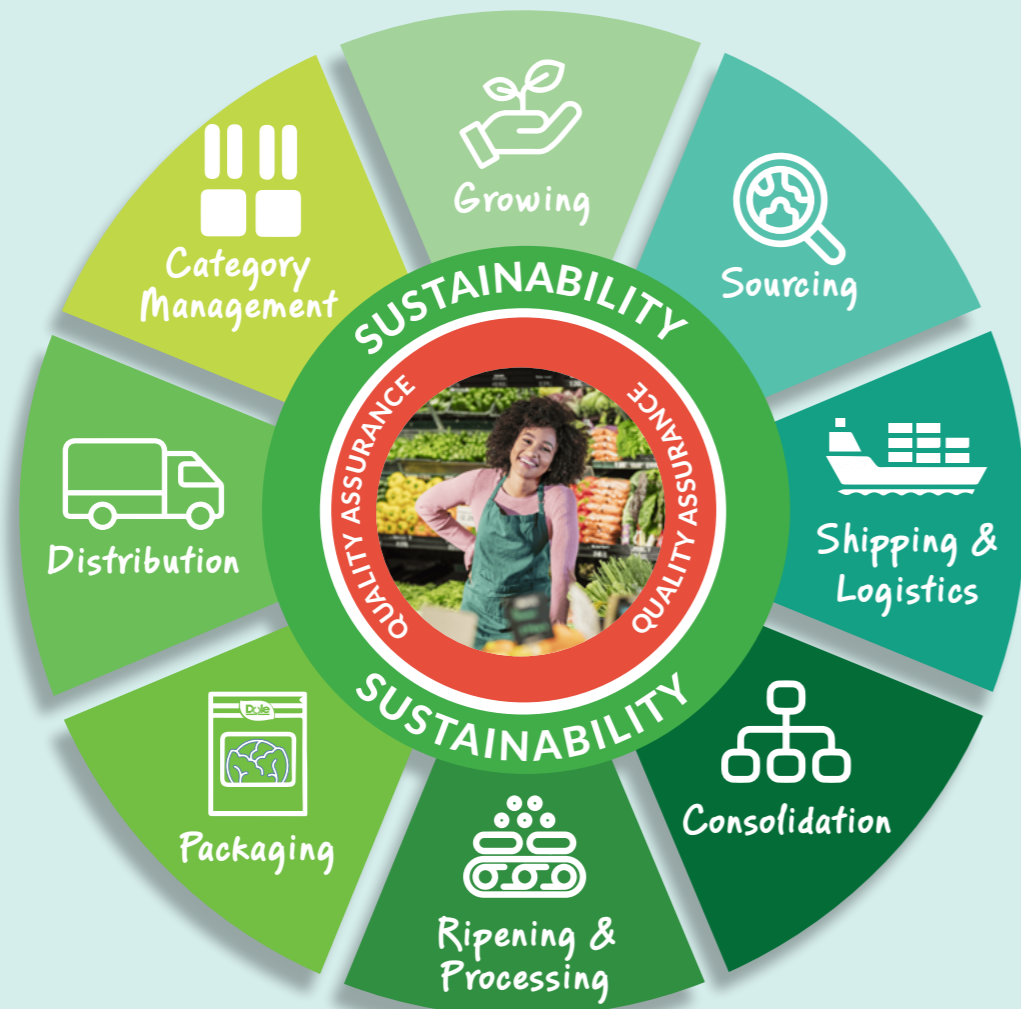 Growing
Sourcing
Shipping &
Logistics
Consolidation
Ripening &
Processing
Packaging
Dole
Distribution
Category
Management
SUSTAINABILITY
QUALITY ASSURANCE
QUALITY ASSURANCE
SUSTAINABILITY